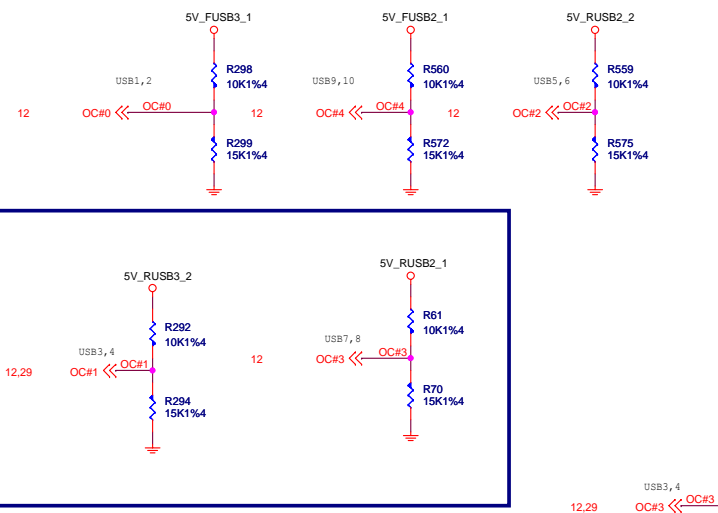 5V_FUSB3_1
5V_FUSB2_1
5V_RUSB2_2
R298
10K1%4
R560
10K1%4
R559
10K1%4
USB1,2
USB9,10
USB5,6
12
OC#0
OC#0
12
OC#4
OC#4
12
OC#2
OC#2
R299
15K1%4
R572
15K1%4
R575
15K1%4
5V_RUSB3_2
5V_RUSB2_1
R292
10K1%4
R61
10K1%4
USB3,4
USB7,8
12,29
OC#1
OC#1
12
OC#3
OC#3
R294
15K1%4
R70
15K1%4
USB3,4
12,29
OC#3
OC#3